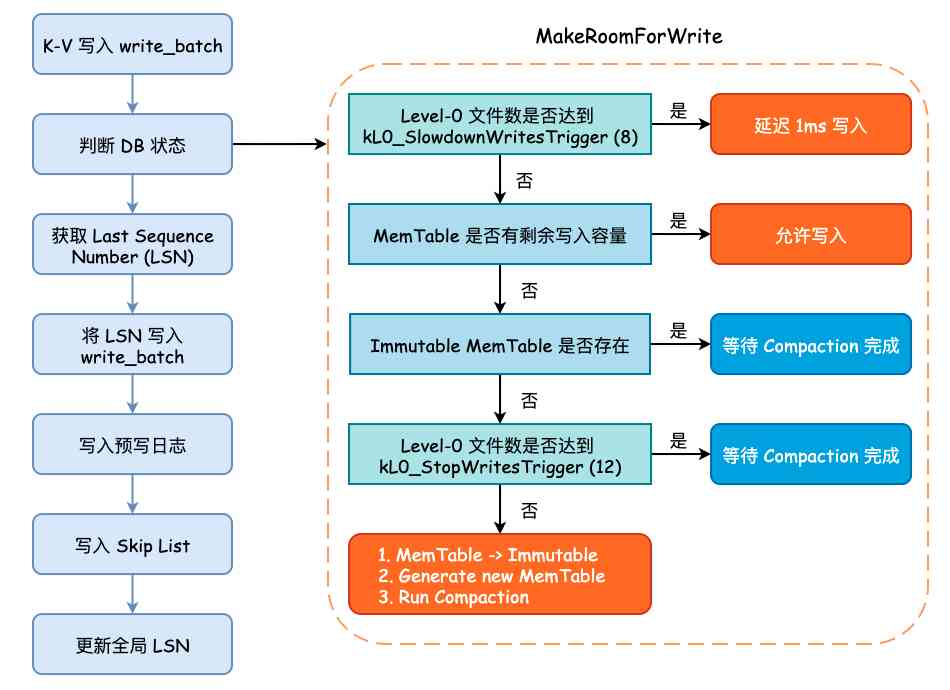 K-V 写入 write_batch
判断 DB 状态
获取 Last Sequence
Number (LSN)
将 LSN 写入
write_batch
写入预写日志
写入 Skip List
更新全局 LSN
MakeRoomForWrite
Level-0 文件数是否达到
kL0_SlowdownWritesTrigger (8)
是
延迟 1ms 写入
否
MemTable 是否有剩余写入容量
是
允许写入
否
Immutable MemTable 是否存在
是
等待 Compaction 完成
否
Level-0 文件数是否达到
kL0_StopWritesTrigger (12)
是
等待 Compaction 完成
否
1. MemTable -> Immutable
2. Generate new MemTable
3. Run Compaction